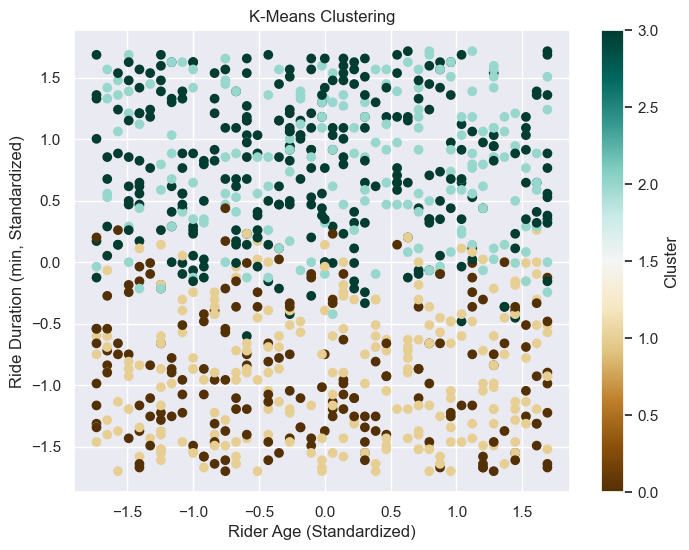 K-Means Clustering
Ride Duration (min, Standardized)
1.5
1.0
0.5
0.0
−0.5
−1.0
−1.5
−1.5 −1.0 −0.5 0.0 0.5 1.0 1.5
Rider Age (Standardized)
3.0
2.5
2.0
1.5
1.0
0.5
0.0
Cluster